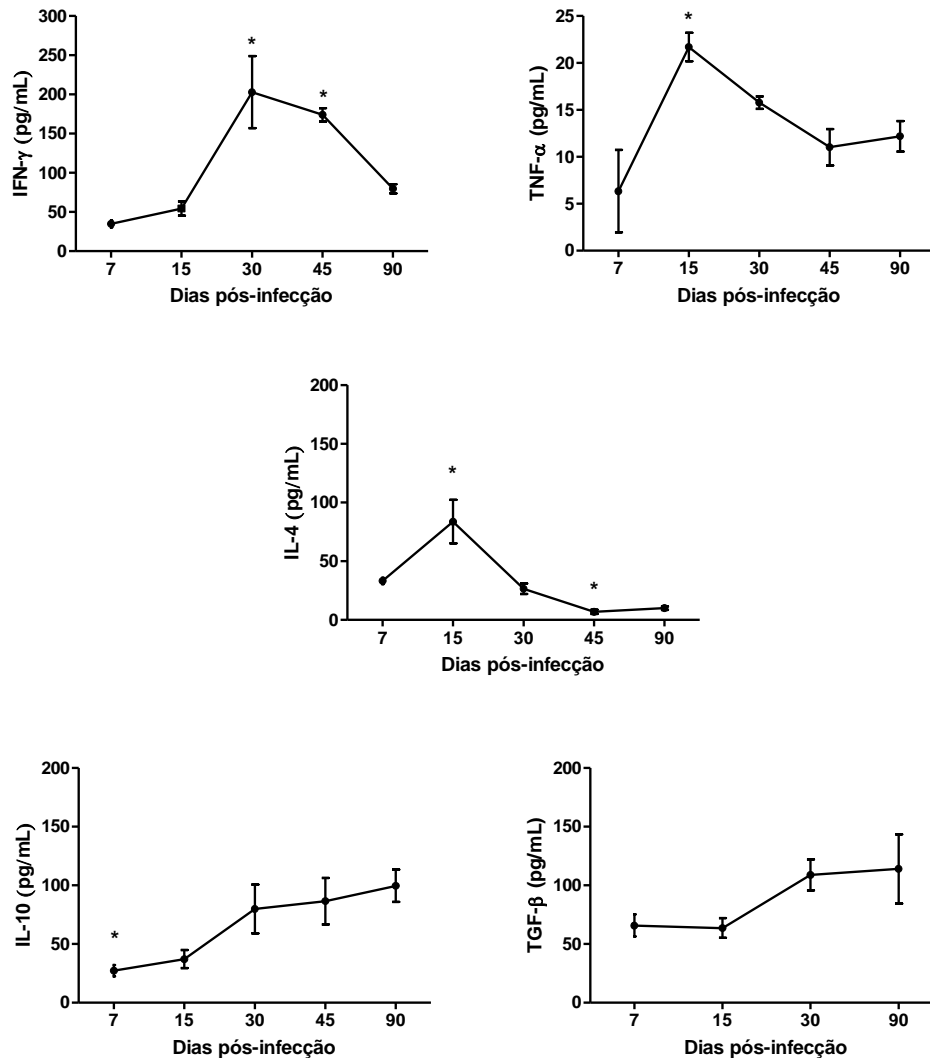 300
250
200
150
100
50
0
IFN-γ (pg/mL)
*
*
7 15 30 45 90
Dias pós-infecção
25
20
15
10
5
0
TNF-α (pg/mL)
*
7 15 30 45 90
Dias pós-infecção
200
150
100
50
0
IL-4 (pg/mL)
*
*
7 15 30 45 90
Dias pós-infecção
200
150
100
50
0
IL-10 (pg/mL)
*
7 15 30 45 90
Dias pós-infecção
200
150
100
50
0
TGF-β (pg/mL)
7 15 30 90
Dias pós-infecção